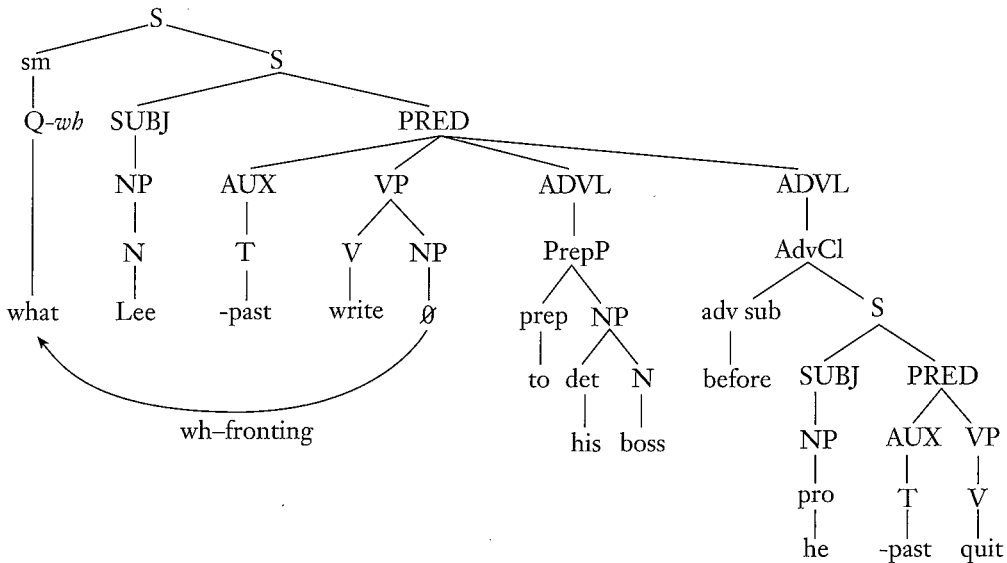 S
sm S
Q-wh SUBJ PRED
NP AUX VP ADVL ADVL
N T V NP PrepP AdvCl
what Lee -past write ∅ prep NP adv sub S
to det N before SUBJ PRED
wh–fronting his boss NP AUX VP
pro T V
he -past quit